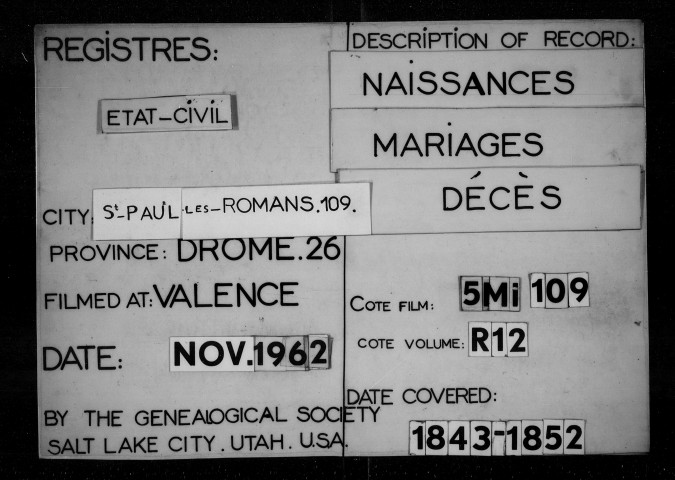 REGiSTRES:
ETAT-CiViL
CITY: St-PAUL-LES-ROMANS.109.
PROVINCE: DROME.26
FILMED AT: VALENCE
DATE: NOV.1962
BY THE GENEALOGICAL SOCIETY
SALT LAKE CITY. UTAH. U.S.A.
DESCRIPTION OF RECORD:
NAiSSANCES
MARiAGES
DÉCÈS
COTE FILM: 5Mi 109
COTE VOLUME: R12
DATE COVERED:
1843-1852